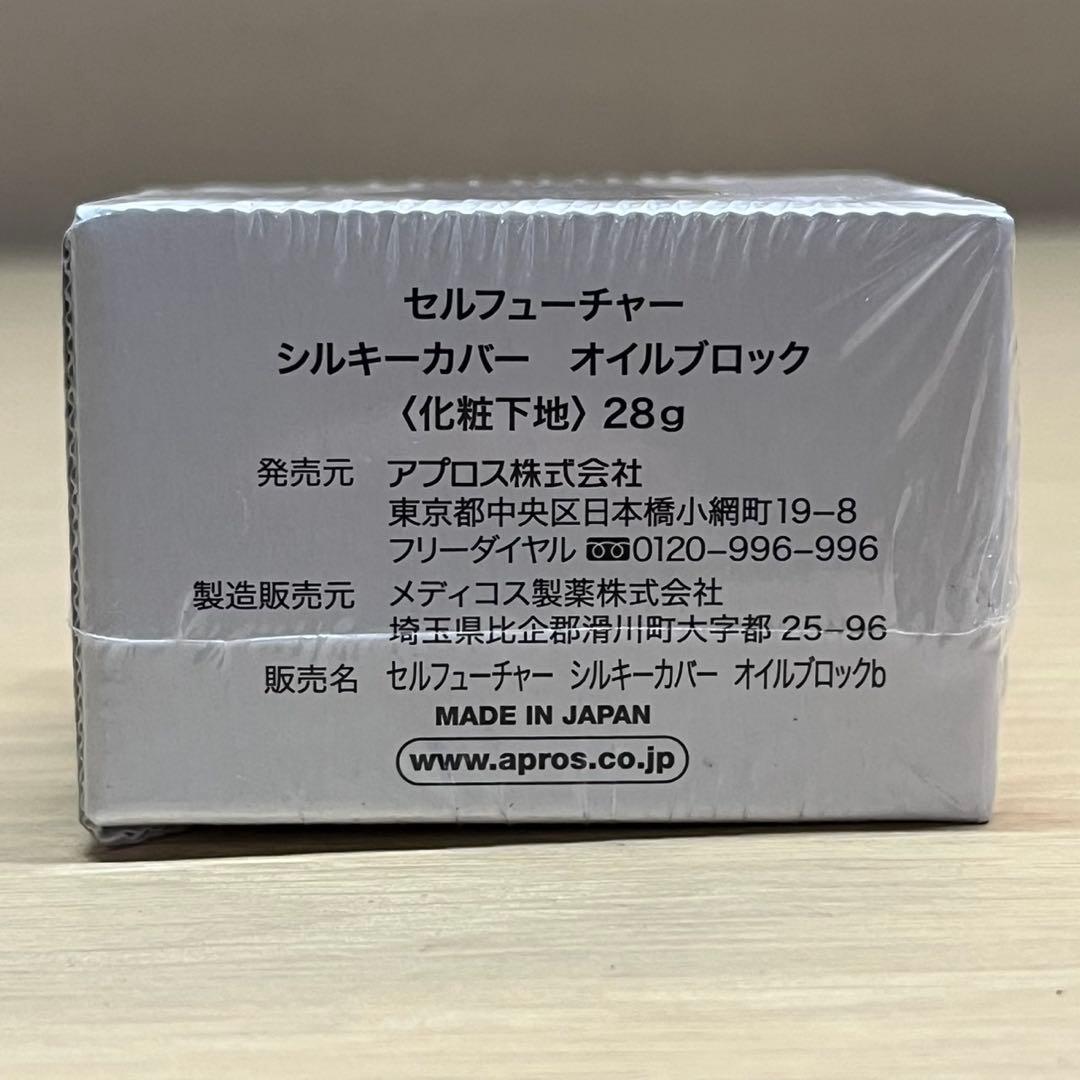 セルフューチャー
シルキーカバー　オイルブロック
〈化粧下地〉28g
発売元　アプロス株式会社
東京都中央区日本橋小網町19−8
フリーダイヤル 0120−996−996
製造販売元　メディコス製薬株式会社
埼玉県比企郡滑川町大字都 25−96
販売名　セルフューチャー シルキーカバー オイルブロックb
MADE IN JAPAN
www.apros.co.jp